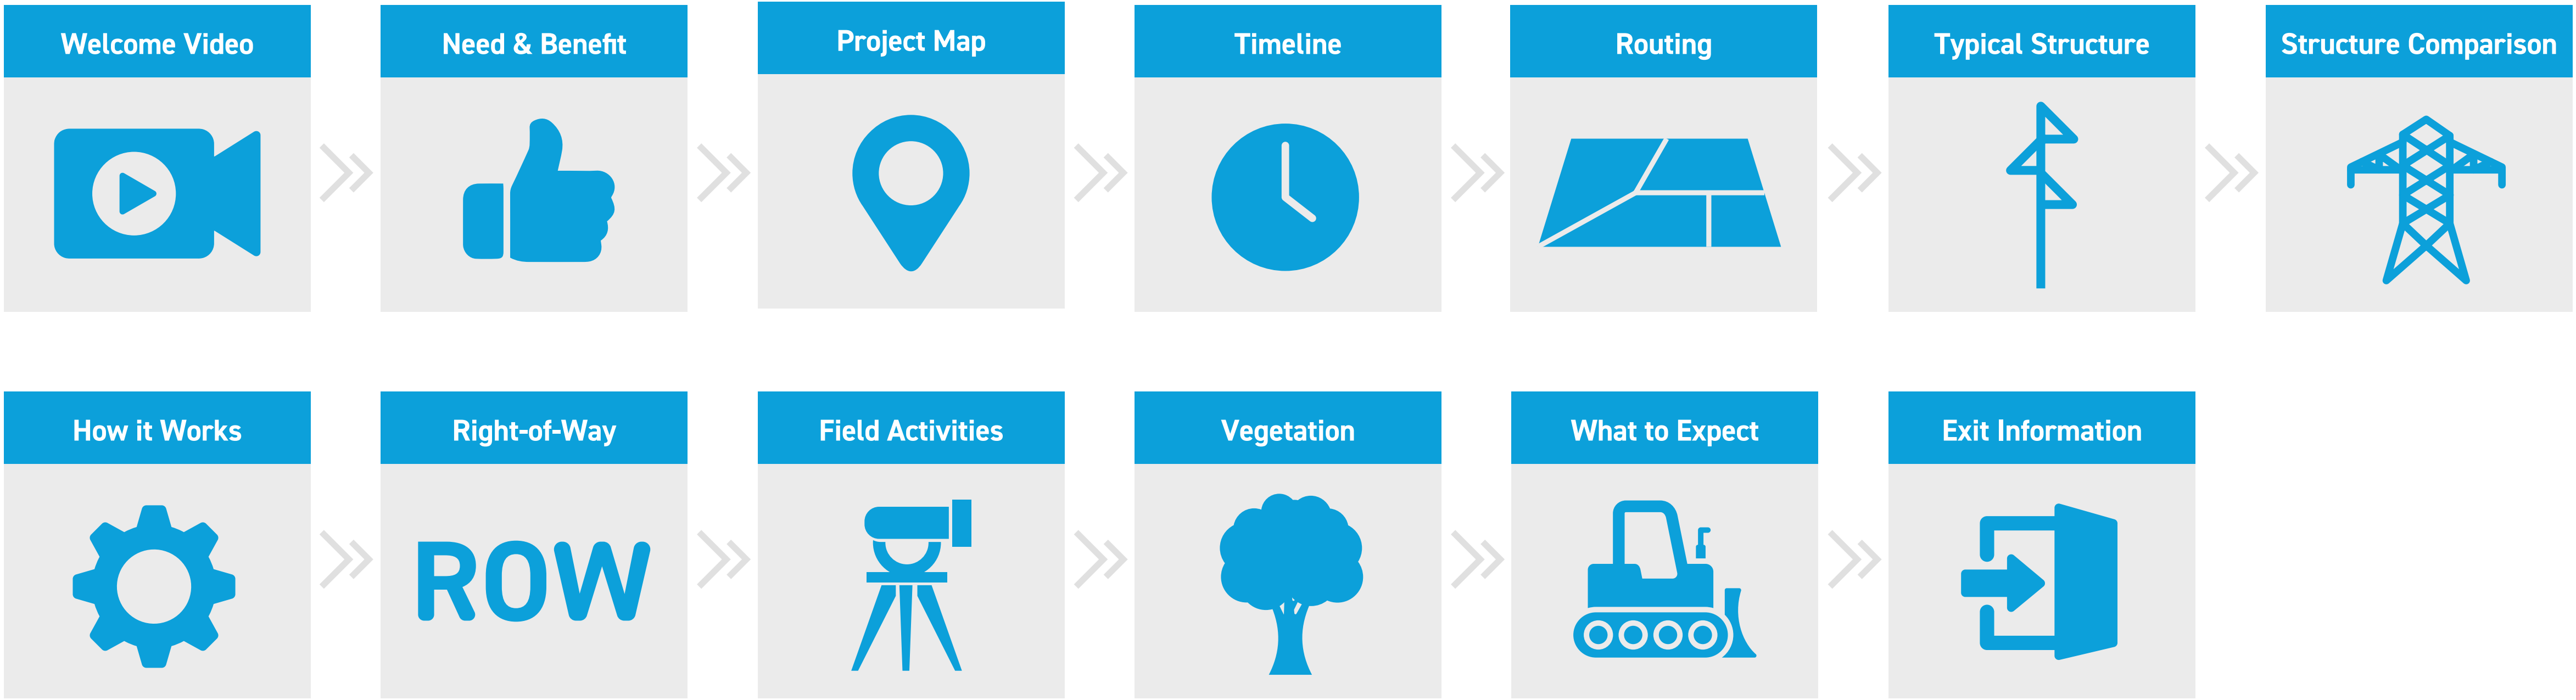 Welcome Video
Need & Benefit
Project Map
Timeline
Routing
Typical Structure
Structure Comparison
How it Works
Right-of-Way
Field Activities
Vegetation
What to Expect
Exit Information
ROW